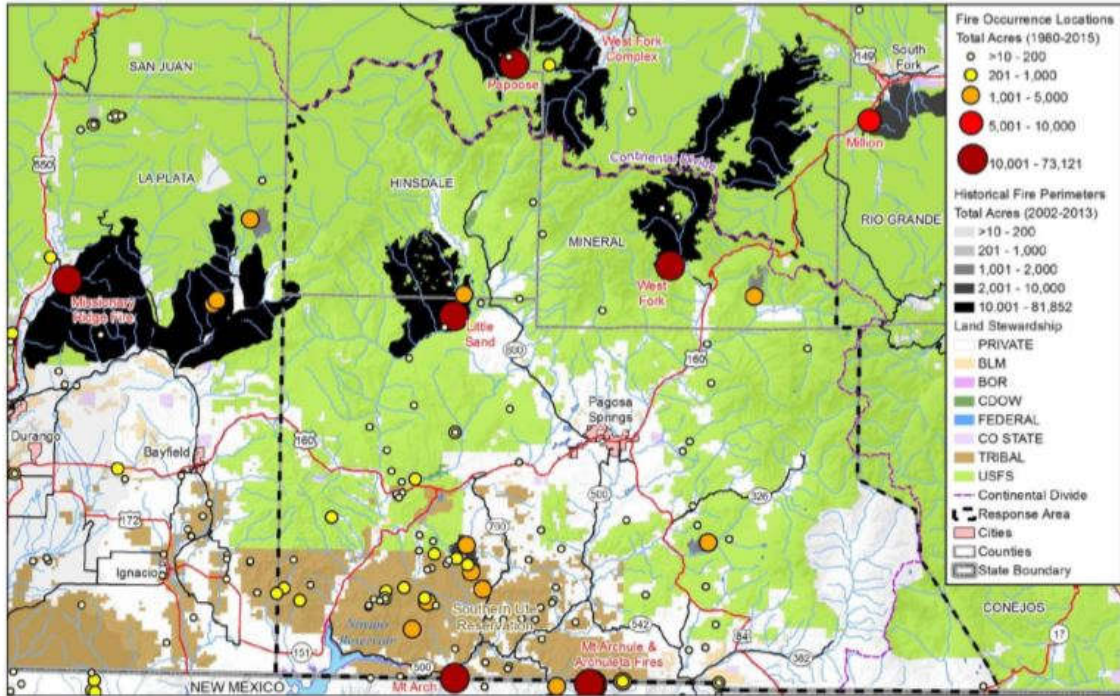 SAN JUAN
West Fork
Complex
Papoose
149
South
Fork
Million
550
LA PLATA
HINSDALE
Continental Divide
MINERAL
RIO GRANDE
Missionary
Ridge Fire
West
Fork
Little
Sand
600
160
Pagosa
Springs
Durango
160
Bayfield
172
500
326
700
Ignacio
Southern Ute
Reservation
Navajo
Reservoir
542
Mt Archule &
Archuleta Fires
84
382
151
500
Mt Arch
NEW MEXICO
CONEJOS
17
Fire Occurrence Locations
Total Acres (1980-2015)
>10 - 200
201 - 1,000
1,001 - 5,000
5,001 - 10,000
10,001 - 73,121
Historical Fire Perimeters
Total Acres (2002-2013)
>10 - 200
201 - 1,000
1,001 - 2,000
2,001 - 10,000
10,001 - 81,852
Land Stewardship
PRIVATE
BLM
BOR
CDOW
FEDERAL
CO STATE
TRIBAL
USFS
Continental Divide
Response Area
Cities
Counties
State Boundary